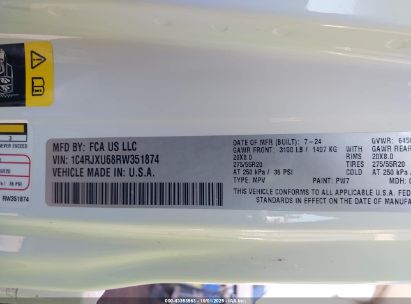 MFD BY: FCA US LLC
VIN: 1C4RJXU68RW351874
VEHICLE MADE IN: U.S.A.
DATE OF MFR (BUILT): 7-24
GAWR FRONT: 3100 LB / 1407 KG
20X8.0
275/55R20
AT 250 kPa / 36 PSI
TYPE: MPV
PAINT: PW7
MDH:
GVWR:
GAWR REAR
RIMS 20X8.0
TIRES 275/55R20
COLD AT 250
THIS VEHICLE CONFORMS TO ALL APPLICABLE FEDERAL
STANDARDS IN EFFECT ON THE DATE OF MANUFACTURE
RW351874